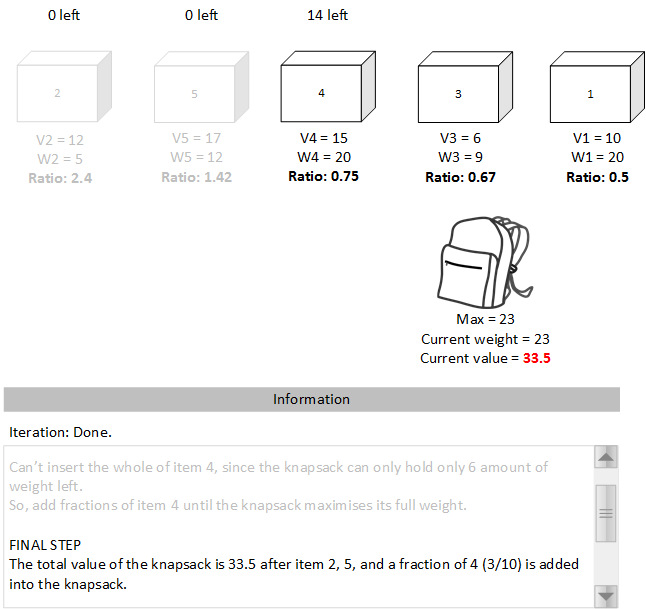 0 left
0 left
14 left
2
5
4
3
1
V2 = 12
V5 = 17
V4 = 15
V3 = 6
V1 = 10
W2 = 5
W5 = 12
W4 = 20
W3 = 9
W1 = 20
Ratio: 2.4
Ratio: 1.42
Ratio: 0.75
Ratio: 0.67
Ratio: 0.5
Max = 23
Current weight = 23
Current value = 33.5
Information
Iteration: Done.
Can't insert the whole of item 4, since the knapsack can only hold only 6 amount of
weight left.
So, add fractions of item 4 until the knapsack maximises its full weight.
FINAL STEP
The total value of the knapsack is 33.5 after item 2, 5, and a fraction of 4 (3/10) is added
into the knapsack.